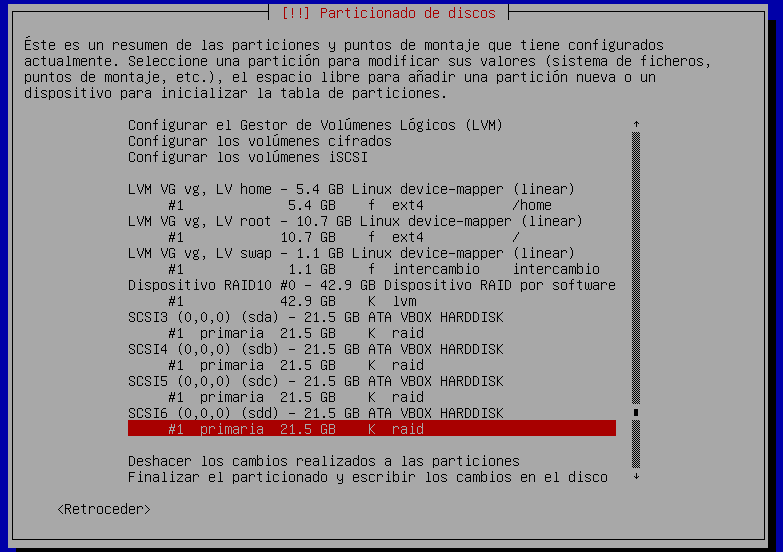 [!!] Particionado de discos
Éste es un resumen de las particiones y puntos de montaje que tiene configurados
actualmente. Seleccione una partición para modificar sus valores (sistema de ficheros,
puntos de montaje, etc.), el espacio libre para añadir una partición nueva o un
dispositivo para inicializar la tabla de particiones.
Configurar el Gestor de Volúmenes Lógicos (LVM)
Configurar los volúmenes cifrados
Configurar los volúmenes iSCSI
LVM VG vg, LV home – 5.4 GB Linux device-mapper (linear)
#1 5.4 GB f ext4 /home
LVM VG vg, LV root – 10.7 GB Linux device-mapper (linear)
#1 10.7 GB f ext4 /
LVM VG vg, LV swap – 1.1 GB Linux device-mapper (linear)
#1 1.1 GB f intercambio intercambio
Dispositivo RAID10 #0 – 42.9 GB Dispositivo RAID por software
#1 42.9 GB K lvm
SCSI3 (0,0,0) (sda) – 21.5 GB ATA VBOX HARDDISK
#1 primaria 21.5 GB K raid
SCSI4 (0,0,0) (sdb) – 21.5 GB ATA VBOX HARDDISK
#1 primaria 21.5 GB K raid
SCSI5 (0,0,0) (sdc) – 21.5 GB ATA VBOX HARDDISK
#1 primaria 21.5 GB K raid
SCSI6 (0,0,0) (sdd) – 21.5 GB ATA VBOX HARDDISK
#1 primaria 21.5 GB K raid
Deshacer los cambios realizados a las particiones
Finalizar el particionado y escribir los cambios en el disco
<Retroceder>